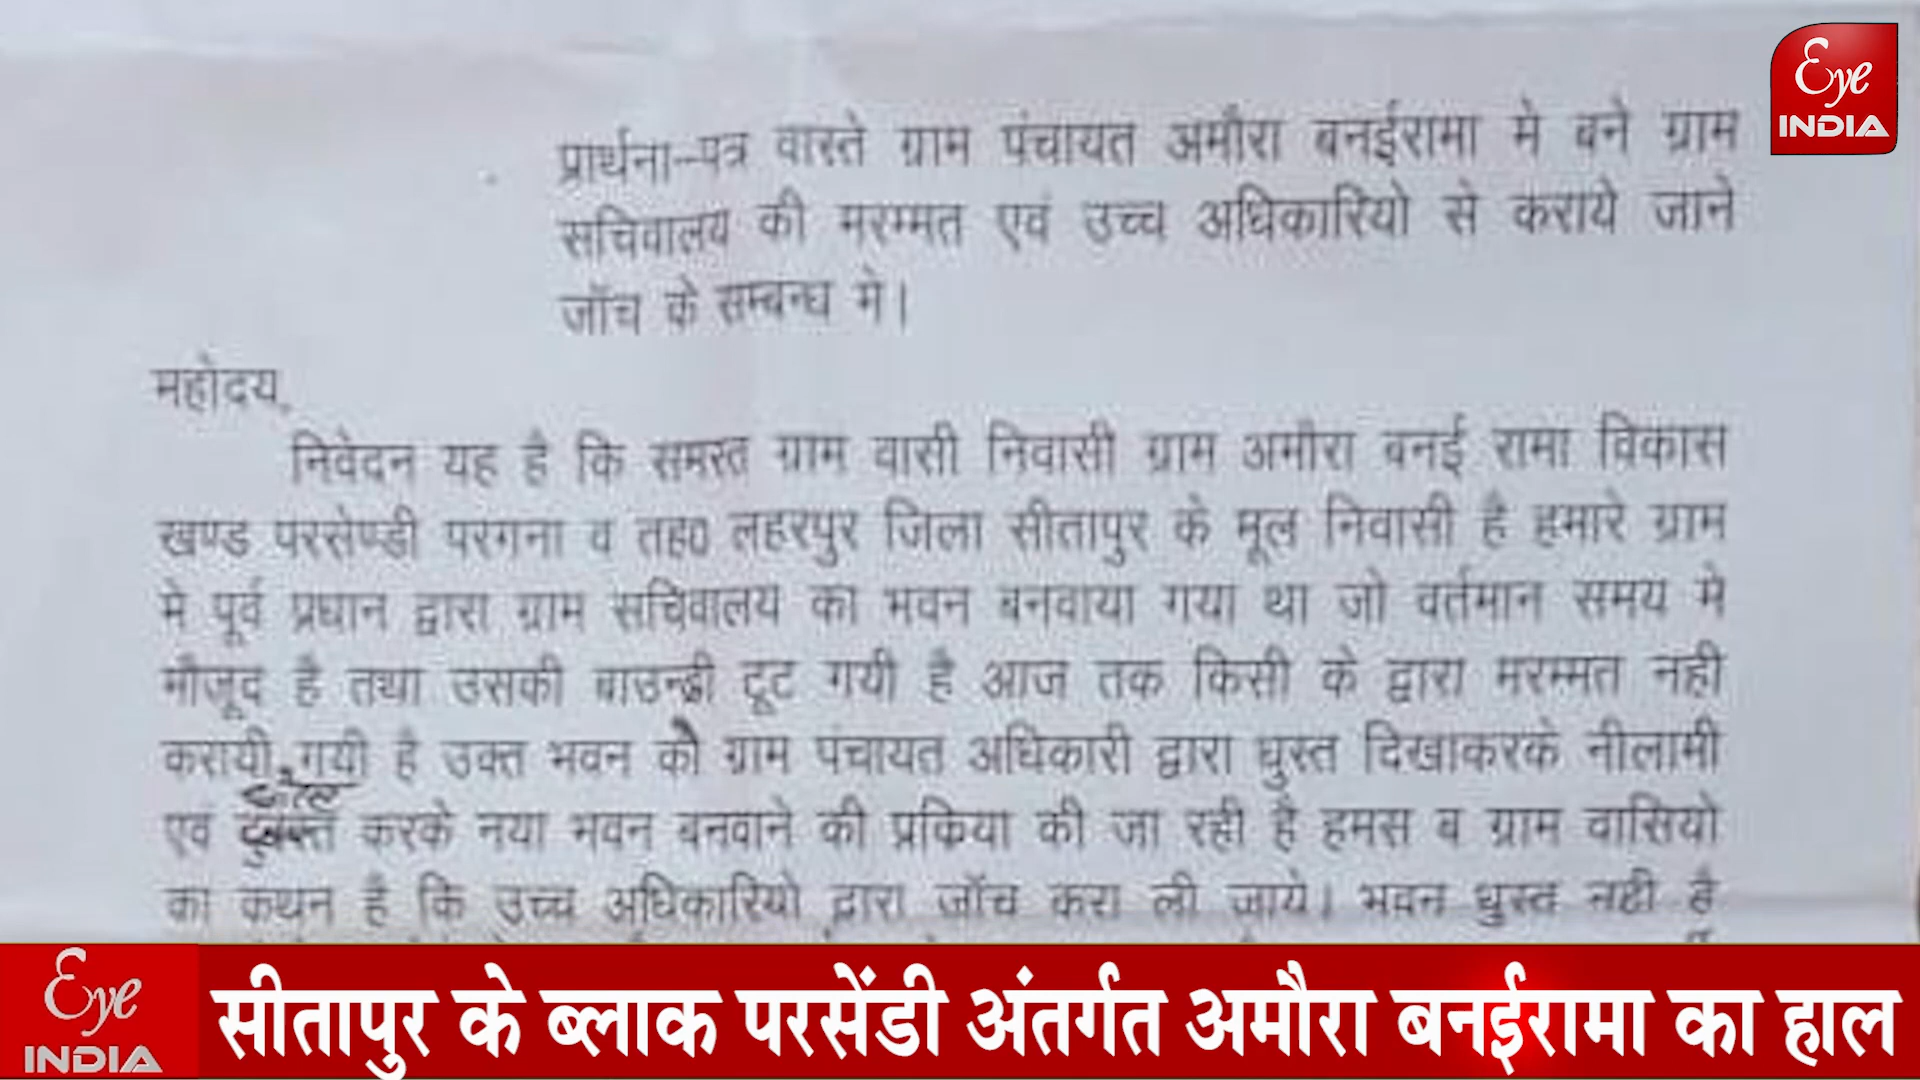 Eye
INDIA
प्रार्थना-पत्र वास्ते ग्राम पंचायत अमौरा बनईरामा मे बने ग्राम
सचिवालय की मरम्मत एवं उच्च अधिकारियो से कराये जाने
जॉच के सम्बन्ध मे।
महोदय,
निवेदन यह है कि समस्त ग्राम वासी निवासी ग्राम अमौरा बनई रामा विकास
खण्ड परसेण्डी परगना व तह0 लहरपुर जिला सीतापुर के मूल निवासी है हमारे ग्राम
मे पूर्व प्रधान द्वारा ग्राम सचिवालय का भवन बनवाया गया था जो वर्तमान समय मे
मौजूद है तथा उसकी बाउन्ड्री टूट गयी है आज तक किसी के द्वारा मरम्मत नही
करायी गयी है उक्त भवन को ग्राम पंचायत अधिकारी द्वारा धुस्त दिखाकरके नीलामी
एवं करके नया भवन बनवाने की प्रकिया की जा रही है हमस ब ग्राम वासियो
का कथन है कि उच्च अधिकारियो द्वारा जॉच करा ली जाये। भवन धुस्त नही है
Eye
INDIA
सीतापुर के ब्लाक परसेंडी अंतर्गत अमौरा बनईरामा का हाल